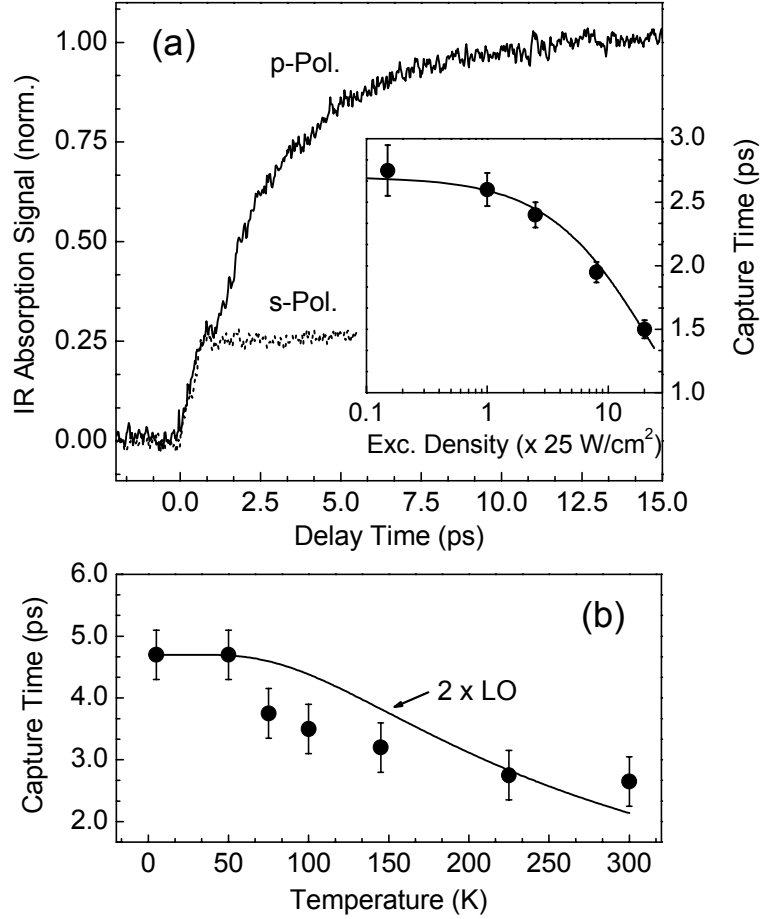 (a)
p-Pol.
s-Pol.
IR Absorption Signal (norm.)
1.00
0.75
0.50
0.25
0.00
0.0 2.5 5.0 7.5 10.0 12.5 15.0
Delay Time (ps)
3.0
2.5
2.0
1.5
1.0
Capture Time (ps)
0.1 1 10
Exc. Density (x 25 W/cm²)
(b)
2 x LO
Capture Time (ps)
6.0
5.0
4.0
3.0
2.0
0 50 100 150 200 250 300
Temperature (K)